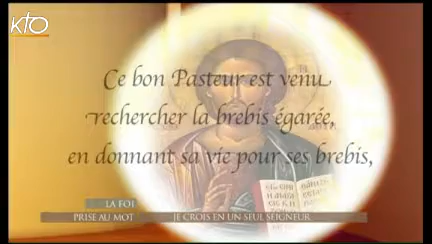 kto
Ce bon Pasteur est venu
rechercher la brebis égarée,
en donnant sa vie pour ses brebis,
LA FOI
PRISE AU MOT JE CROIS EN UN SEUL SEIGNEUR